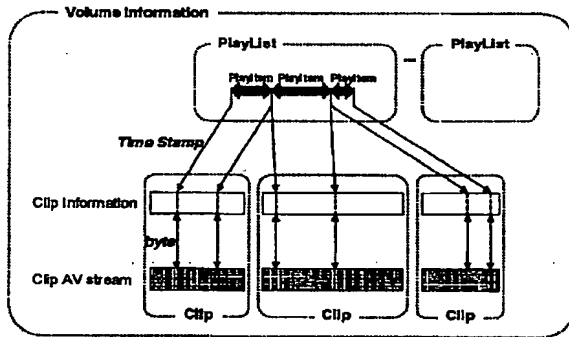 Volume Information
PlayList
PlayList
PlayItem PlayItem PlayItem
Time Stamp
Clip Information
byte
Clip AV stream
Clip
Clip
Clip